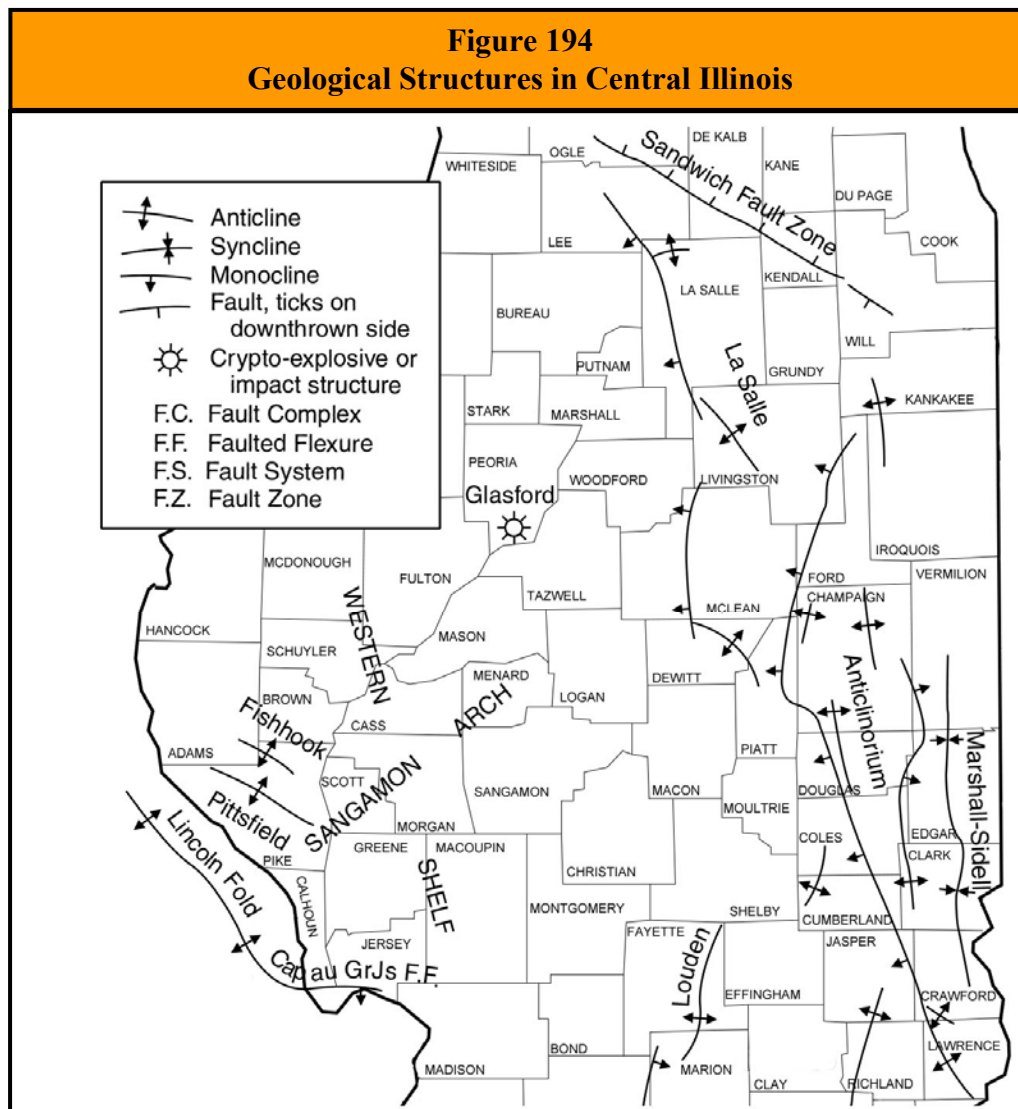 Figure 194
Geological Structures in Central Illinois
Anticline
Syncline
Monocline
Fault, ticks on
downthrown side
Crypto-explosive or
impact structure
F.C. Fault Complex
F.F. Faulted Flexure
F.S. Fault System
F.Z. Fault Zone
DE KALB
OGLE
WHITESIDE
KANE
Sandwich Fault Zone
DU PAGE
COOK
LEE
KENDALL
LA SALLE
BUREAU
WILL
PUTNAM
GRUNDY
La Salle
KANKAKEE
STARK
MARSHALL
PEORIA
WOODFORD
LIVINGSTON
Glasford
IROQUOIS
MCDONOUGH
FULTON
FORD
VERMILION
TAZWELL
CHAMPAIGN
MCLEAN
WESTERN
HANCOCK
MASON
SCHUYLER
MENARD
DEWITT
BROWN
LOGAN
ARCH
Anticlinorium
Fishhook
CASS
ADAMS
PIATT
SCOTT
SANGAMON
MACON
DOUGLAS
Marshall-Sidell
Pittsfield
SANGAMON
MOULTRIE
MORGAN
COLES
EDGAR
Lincoln Fold
GREENE
MACOUPIN
CLARK
PIKE
CHRISTIAN
CALHOUN
SHELF
MONTGOMERY
SHELBY
CUMBERLAND
FAYETTE
JERSEY
JASPER
Louden
Cap au GrJs F.F.
EFFINGHAM
CRAWFORD
LAWRENCE
BOND
MADISON
MARION
CLAY
RICHLAND